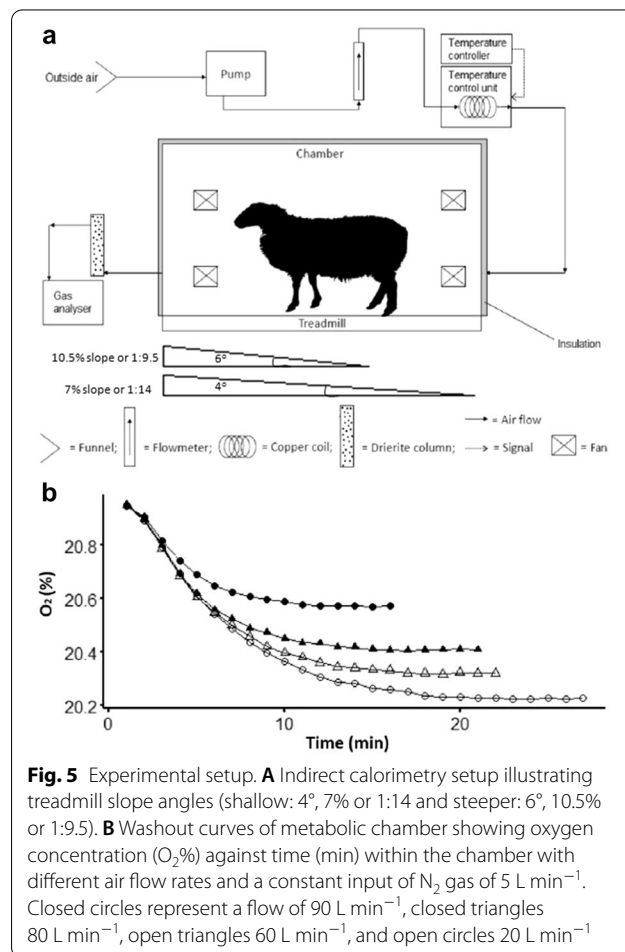 a
Outside air
Pump
Temperature
controller
Temperature
control unit
Chamber
Gas
analyser
Treadmill
Insulation
10.5% slope or 1:9.5
6°
7% slope or 1:14
4°
= Air flow
= Funnel;
= Flowmeter;
= Copper coil;
= Drierite column;
= Signal
= Fan
b
20.8
20.6
20.4
20.2
O₂ (%)
0
10
20
Time (min)
Fig. 5 Experimental setup. A Indirect calorimetry setup illustrating
treadmill slope angles (shallow: 4°, 7% or 1:14 and steeper: 6°, 10.5%
or 1:9.5). B Washout curves of metabolic chamber showing oxygen
concentration (O₂%) against time (min) within the chamber with
different air flow rates and a constant input of N₂ gas of 5 L min⁻¹.
Closed circles represent a flow of 90 L min⁻¹, closed triangles
80 L min⁻¹, open triangles 60 L min⁻¹, and open circles 20 L min⁻¹